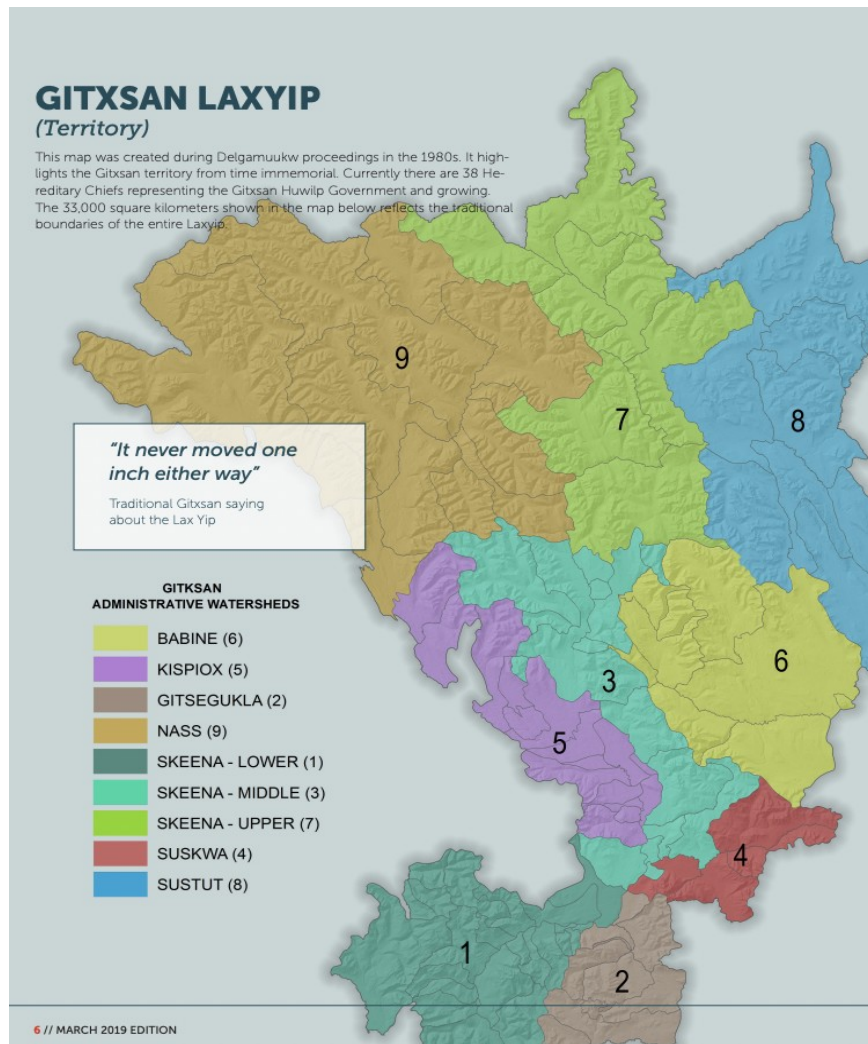 GITXSAN LAXYIP
(Territory)
This map was created during Delgamuukw proceedings in the 1980s. It high-
lights the Gitxsan territory from time immemorial. Currently there are 38 He-
reditary Chiefs representing the Gitxsan Huwilp Government and growing.
The 33,000 square kilometers shown in the map below reflects the traditional
boundaries of the entire Laxyip.
9
7
8
“It never moved one
inch either way”
Traditional Gitxsan saying
about the Lax Yip
GITKSAN
ADMINISTRATIVE WATERSHEDS
BABINE (6)
KISPIOX (5)
GITSEGUKLA (2)
NASS (9)
SKEENA - LOWER (1)
SKEENA - MIDDLE (3)
SKEENA - UPPER (7)
SUSKWA (4)
SUSTUT (8)
6
3
5
4
1
2
6 // MARCH 2019 EDITION